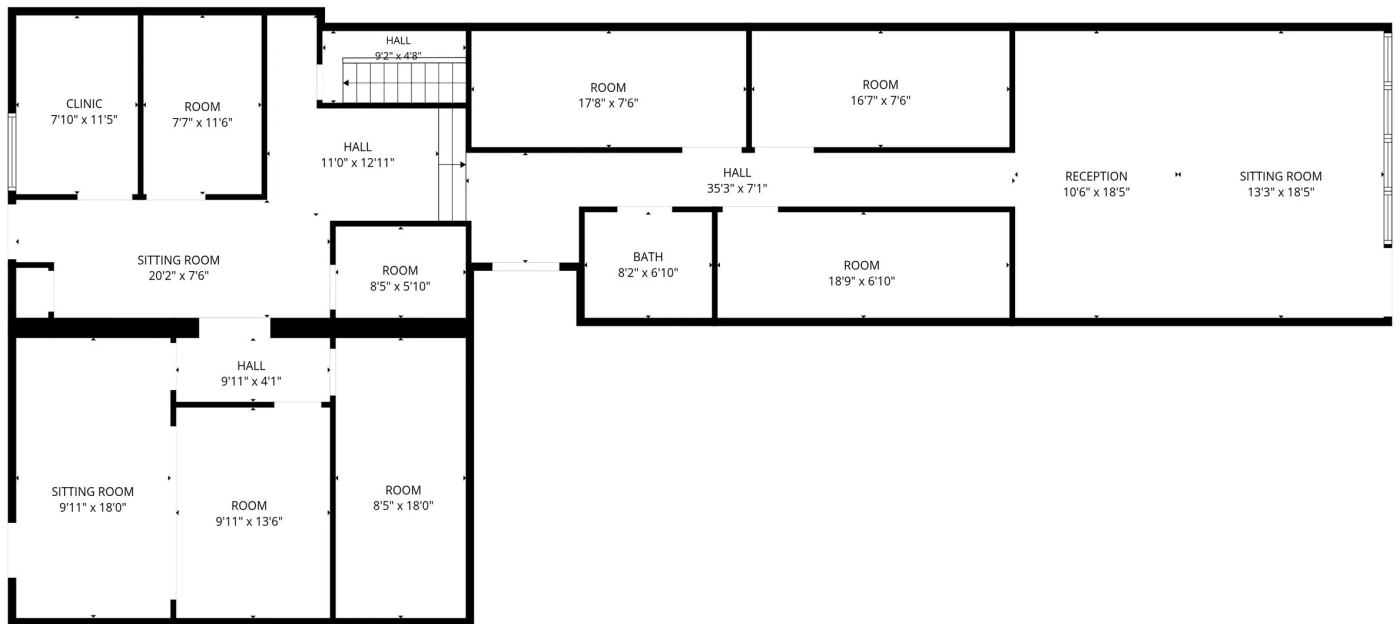 HALL
9'2" x 4'8"
CLINIC
7'10" x 11'5"
ROOM
7'7" x 11'6"
ROOM
17'8" x 7'6"
ROOM
16'7" x 7'6"
HALL
11'0" x 12'11"
HALL
35'3" x 7'1"
RECEPTION
10'6" x 18'5"
SITTING ROOM
13'3" x 18'5"
SITTING ROOM
20'2" x 7'6"
ROOM
8'5" x 5'10"
BATH
8'2" x 6'10"
ROOM
18'9" x 6'10"
HALL
9'11" x 4'1"
SITTING ROOM
9'11" x 18'0"
ROOM
9'11" x 13'6"
ROOM
8'5" x 18'0"